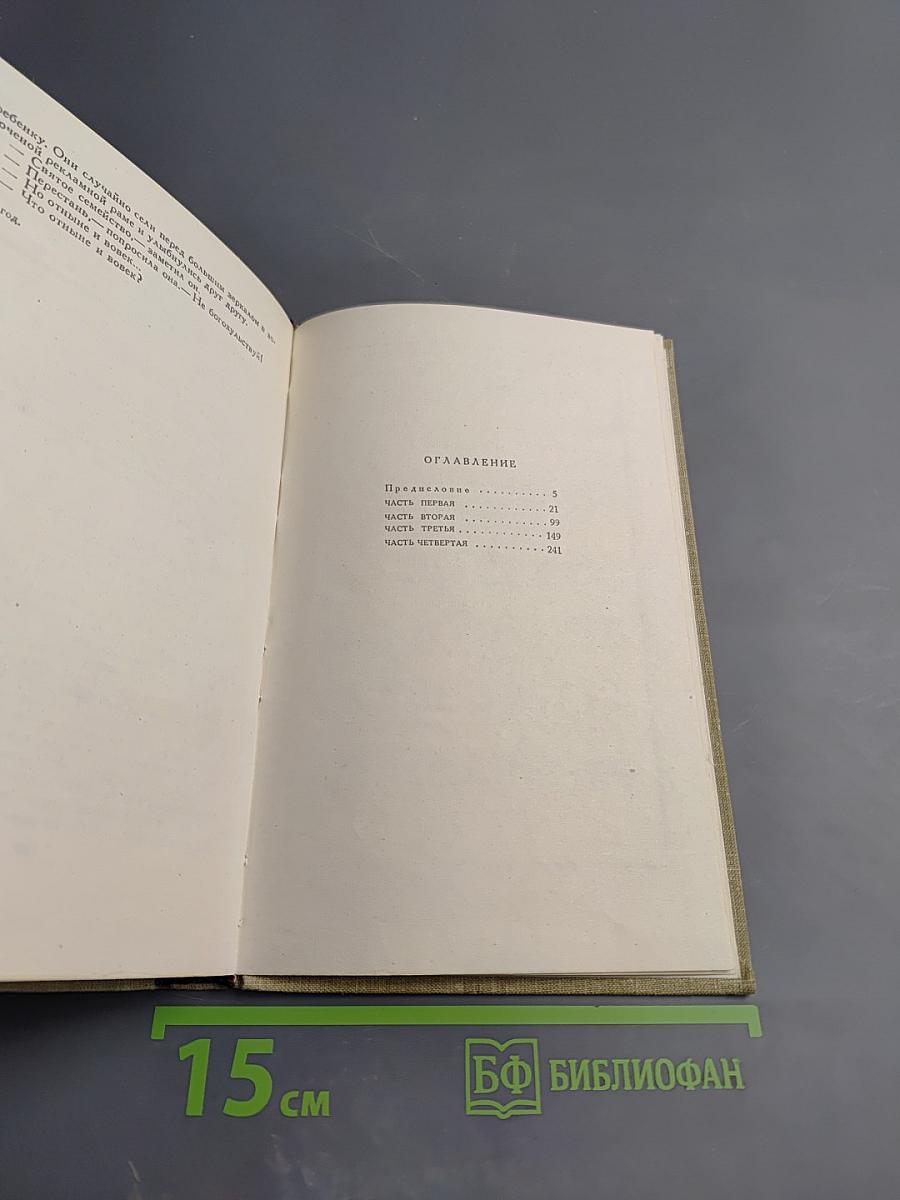 ребенку. Они случайно сели перед большим зеркалом в зо-
лоченой рекламной раме и улыбнулись друг другу.
— Святое семейство,— заметил он.
— Перестань,— попросила она.— Не богохульствуй!
— Но отныне и вовек...
— Что отныне и вовек?
год.
ОГЛАВЛЕНИЕ
Предисловие .......... 5
ЧАСТЬ ПЕРВАЯ ............ 21
ЧАСТЬ ВТОРАЯ ............ 99
ЧАСТЬ ТРЕТЬЯ ............ 149
ЧАСТЬ ЧЕТВЕРТАЯ .......... 241
15 см
БФ БИБЛИОФАН